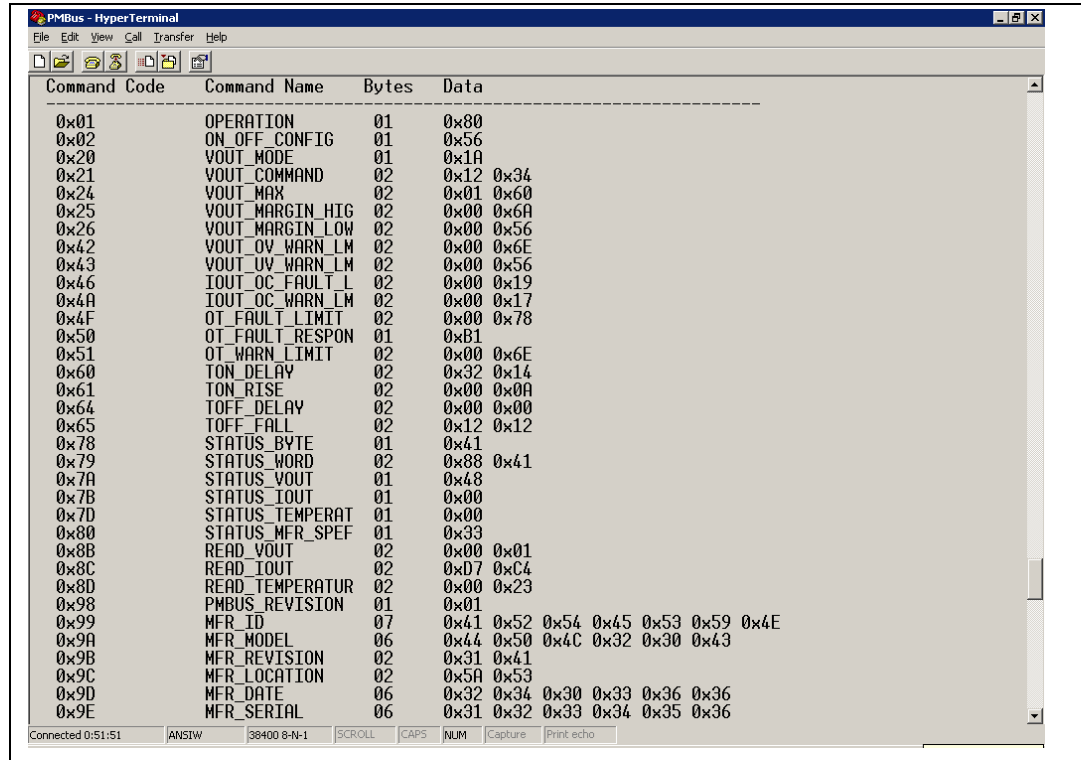 PMBus - HyperTerminal
File Edit View Call Transfer Help
Command Code Command Name Bytes Data
0x01 OPERATION 01 0x80
0x02 ON_OFF_CONFIG 01 0x56
0x20 VOUT_MODE 01 0x1A
0x21 VOUT_COMMAND 02 0x12 0x34
0x24 VOUT_MAX 02 0x01 0x60
0x25 VOUT_MARGIN_HIG 02 0x00 0x6A
0x26 VOUT_MARGIN_LOW 02 0x00 0x56
0x42 VOUT_OV_WARN_LM 02 0x00 0x6E
0x43 VOUT_UV_WARN_LM 02 0x00 0x56
0x46 IOUT_OC_FAULT_L 02 0x00 0x19
0x4A IOUT_OC_WARN_LM 02 0x00 0x17
0x4F OT_FAULT_LIMIT 02 0x00 0x78
0x50 OT_FAULT_RESPON 01 0xB1
0x51 OT_WARN_LIMIT 02 0x00 0x6E
0x60 TON_DELAY 02 0x32 0x14
0x61 TON_RISE 02 0x00 0x0A
0x64 TOFF_DELAY 02 0x00 0x00
0x65 TOFF_FALL 02 0x12 0x12
0x78 STATUS_BYTE 01 0x41
0x79 STATUS_WORD 02 0x88 0x41
0x7A STATUS_VOUT 01 0x48
0x7B STATUS_IOUT 01 0x00
0x7D STATUS_TEMPERAT 01 0x00
0x80 STATUS_MFR_SPEF 01 0x33
0x8B READ_VOUT 02 0x00 0x01
0x8C READ_IOUT 02 0xD7 0xC4
0x8D READ_TEMPERATUR 02 0x00 0x23
0x98 PMBUS_REVISION 01 0x01
0x99 MFR_ID 07 0x41 0x52 0x54 0x45 0x53 0x59 0x4E
0x9A MFR_MODEL 06 0x44 0x50 0x4C 0x32 0x30 0x43
0x9B MFR_REVISION 02 0x31 0x41
0x9C MFR_LOCATION 02 0x5A 0x53
0x9D MFR_DATE 06 0x32 0x34 0x30 0x33 0x36 0x36
0x9E MFR_SERIAL 06 0x31 0x32 0x33 0x34 0x35 0x36
Connected 0:51:51 ANSIW 38400 8-N-1 SCROLL CAPS NUM Capture Print echo